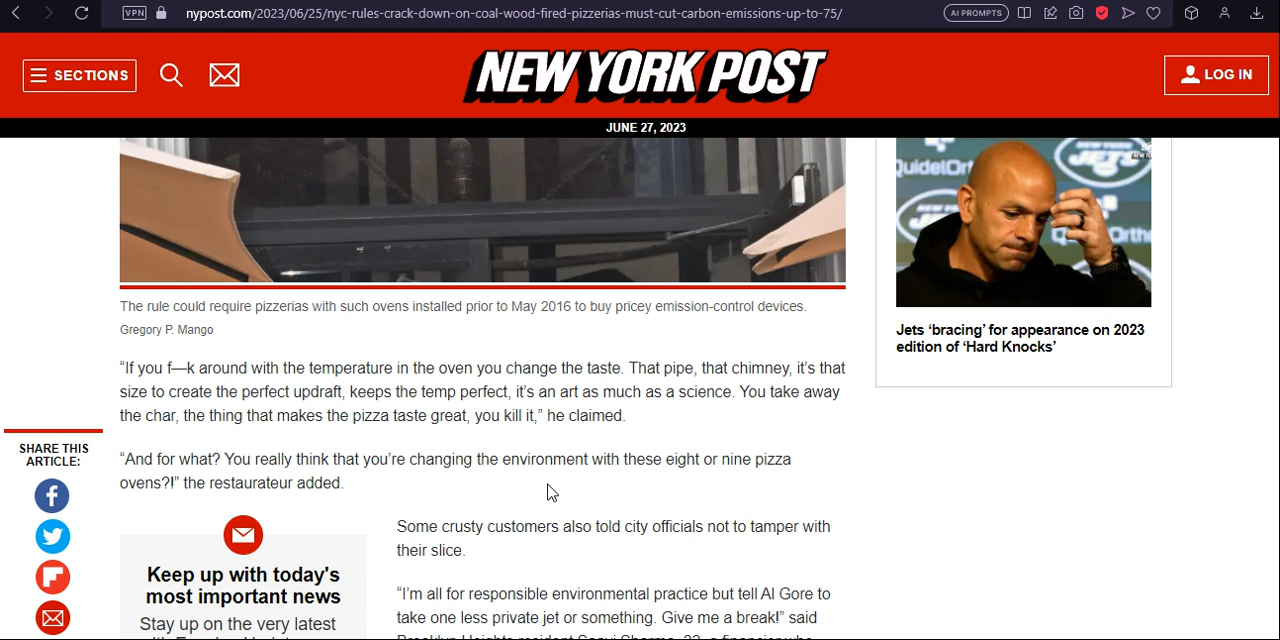 VPN
nypost.com/2023/06/25/nyc-rules-crack-down-on-coal-wood-fired-pizzerias-must-cut-carbon-emissions-up-to-75/
AI PROMPTS
SECTIONS
NEW YORK POST
LOG IN
JUNE 27, 2023
JETS
The rule could require pizzerias with such ovens installed prior to May 2016 to buy pricey emission-control devices.
Gregory P. Mango
Jets ‘bracing’ for appearance on 2023
edition of ‘Hard Knocks’
“If you f—k around with the temperature in the oven you change the taste. That pipe, that chimney, it’s that
size to create the perfect updraft, keeps the temp perfect, it’s an art as much as a science. You take away
the char, the thing that makes the pizza taste great, you kill it,” he claimed.
“And for what? You really think that you’re changing the environment with these eight or nine pizza
ovens?!” the restaurateur added.
SHARE THIS
ARTICLE:
Some crusty customers also told city officials not to tamper with
their slice.
“I’m all for responsible environmental practice but tell Al Gore to
take one less private jet or something. Give me a break!” said
Keep up with today's
most important news
Stay up on the very latest